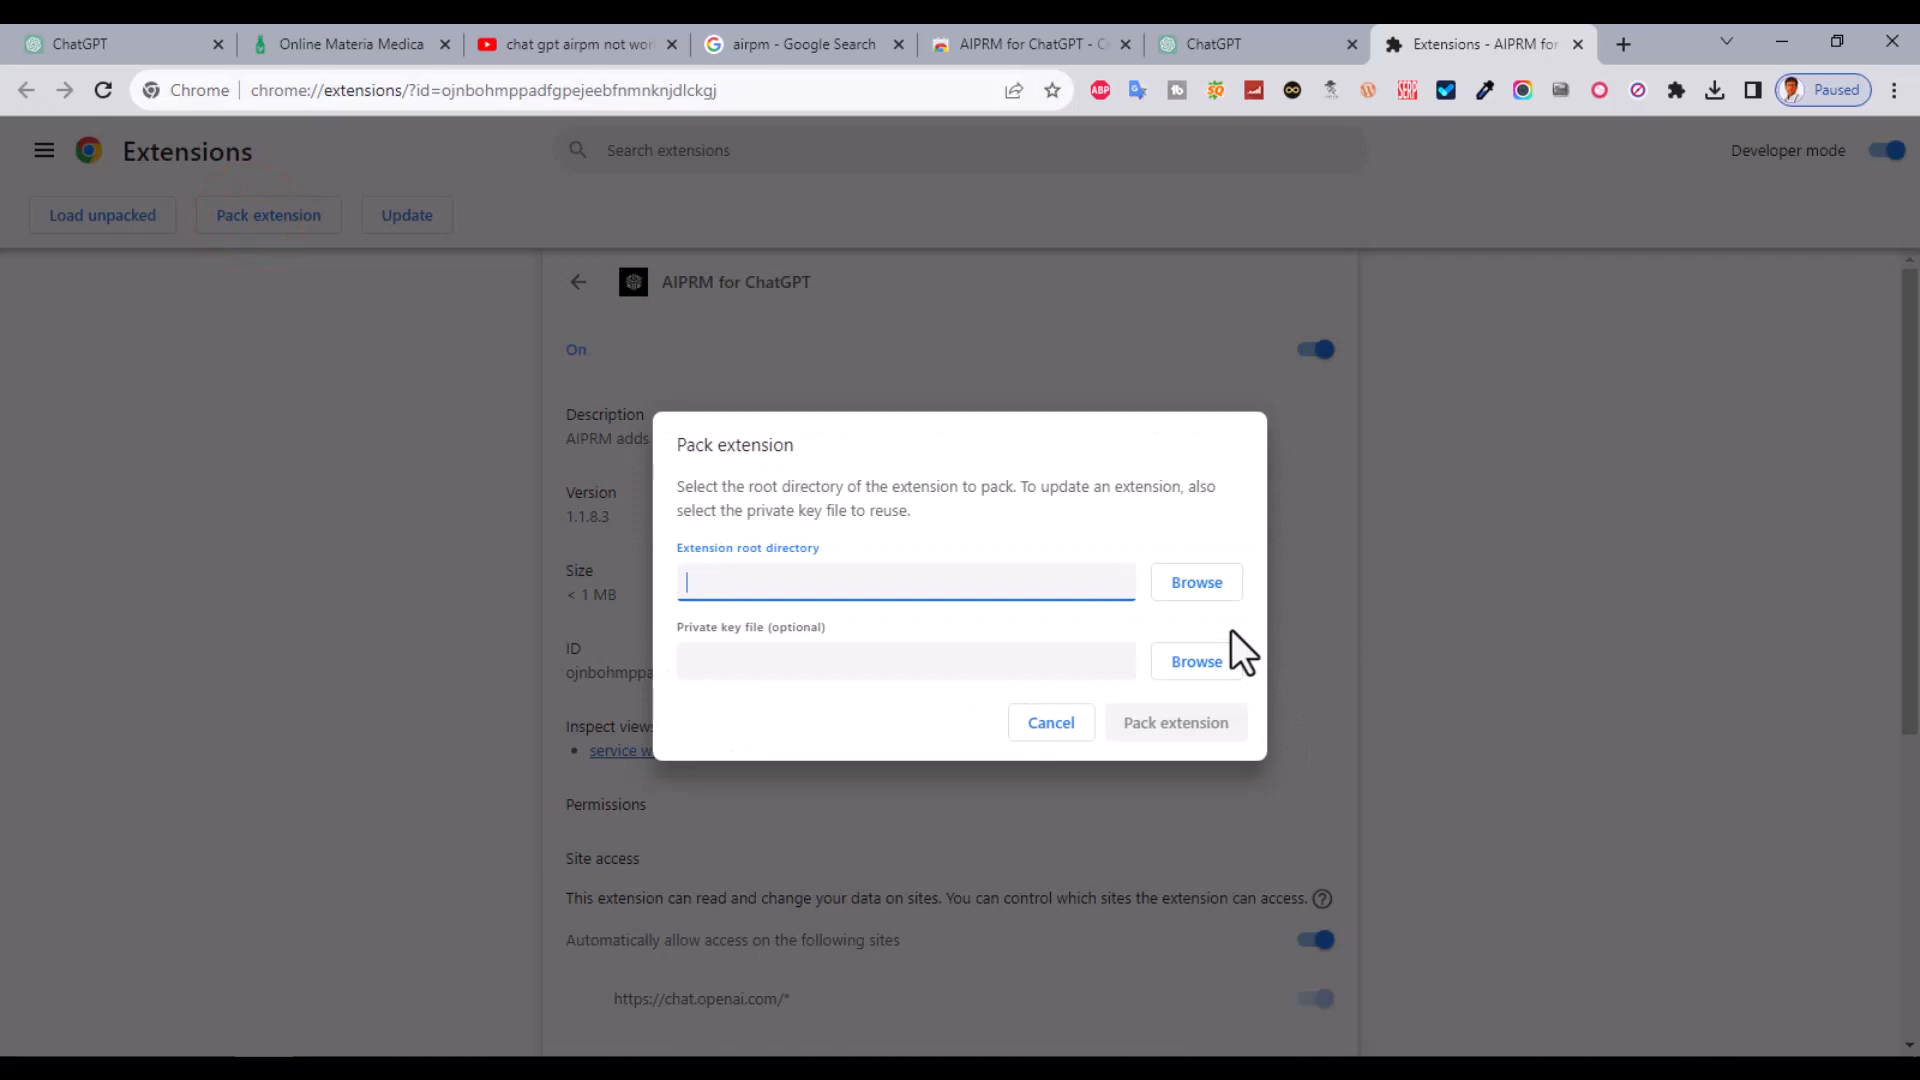 ChatGPT
Online Materia Medica
chat gpt airpm not wor
airpm - Google Search
AIPRM for ChatGPT - C
ChatGPT
Extensions - AIPRM for
Chrome
chrome://extensions/?id=ojnbohmppadfgpejeebfnmnknjdlckgj
ABP
SQ
SERP
Paused
Extensions
Search extensions
Developer mode
Load unpacked
Pack extension
Update
AIPRM for ChatGPT
On
Description
AIPRM adds
Version
1.1.8.3
Size
< 1 MB
ID
ojnbohmppa
Inspect views
service w
Pack extension
Select the root directory of the extension to pack. To update an extension, also
select the private key file to reuse.
Extension root directory
Browse
Private key file (optional)
Browse
Cancel
Pack extension
Permissions
Site access
This extension can read and change your data on sites. You can control which sites the extension can access.
Automatically allow access on the following sites
https://chat.openai.com/*